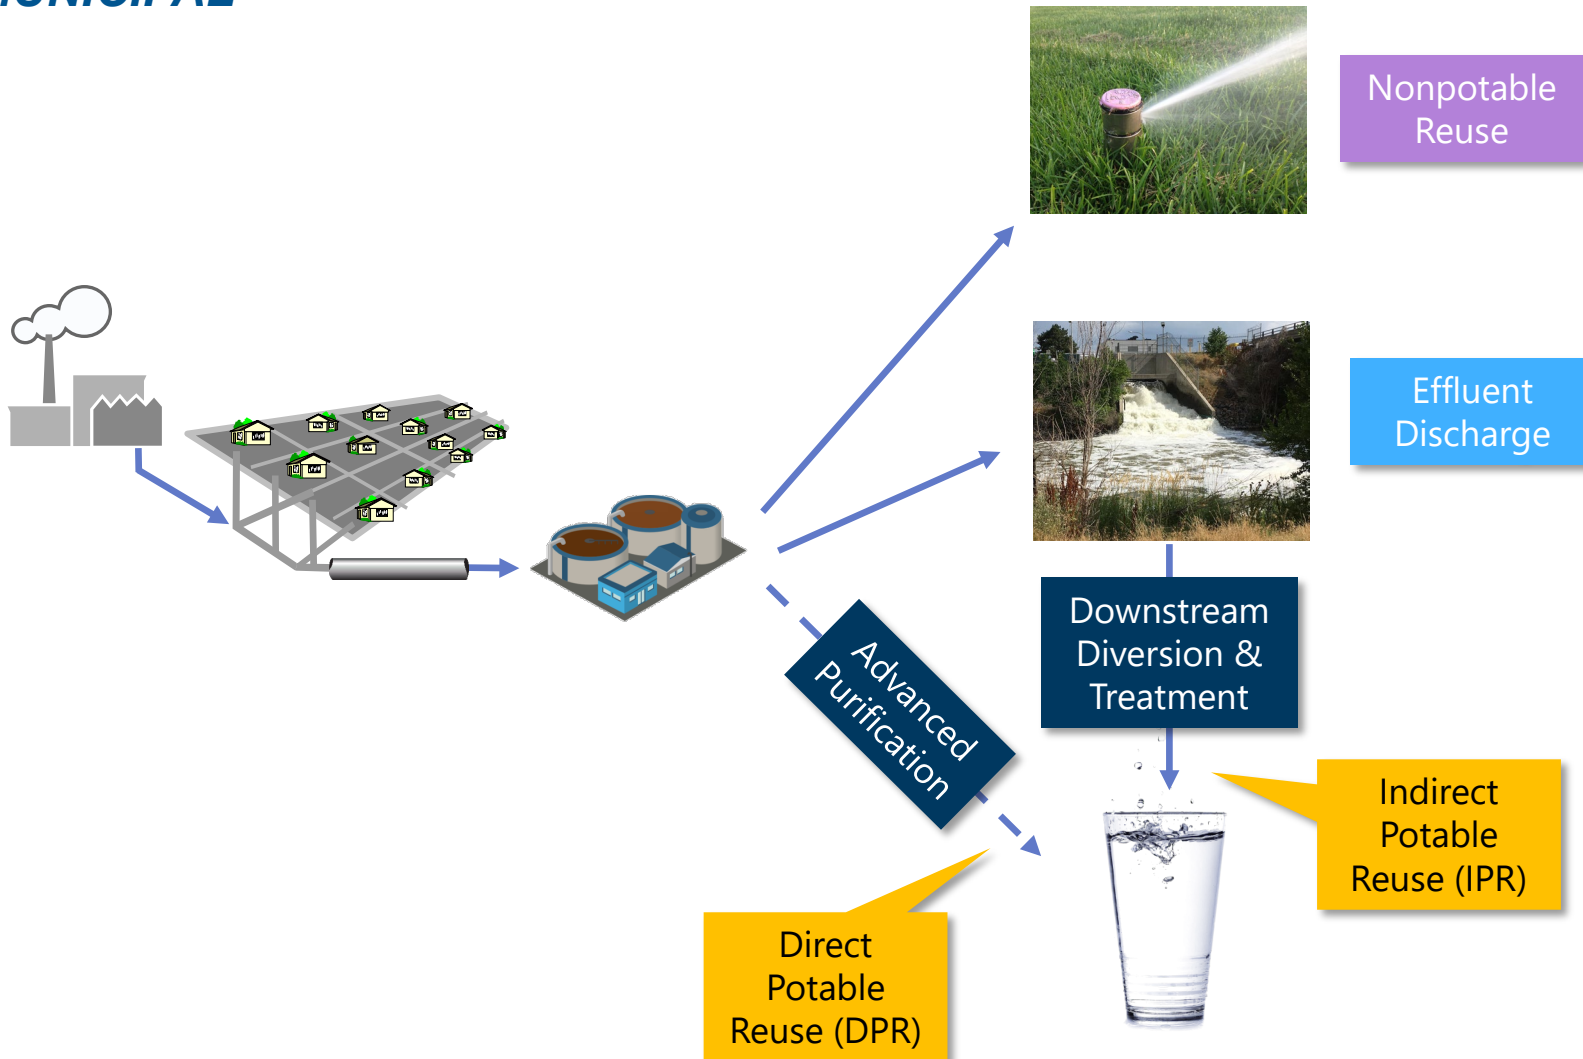 Nonpotable
Reuse
Effluent
Discharge
Downstream
Diversion &
Treatment
Advanced
Purification
Indirect
Potable
Reuse (IPR)
Direct
Potable
Reuse (DPR)